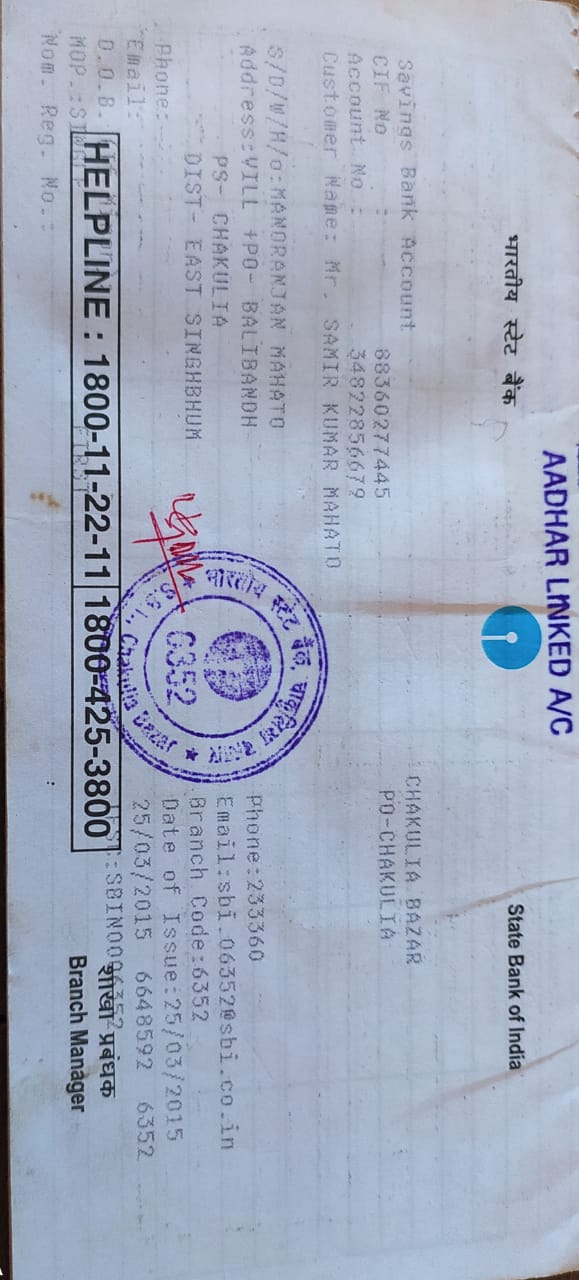 AADHAR LINKED A/C
भारतीय स्टेट बैंक
State Bank of India
Savings Bank Account
CHAKULIA BAZAR
CIF No : 88360277445
PO-CHAKULIA
Account No : 34822856679
Customer Name: Mr. SAMIR KUMAR MAHATO
S/D/W/H/o:MANORANJAN MAHATO
Phone:233360
Address:VILL +PO- BALIBANDH
Email:sbi.06352@sbi.co.in
PS- CHAKULIA
Branch Code:6352
DIST- EAST SINGHBHUM
Date of Issue:25/03/2015
Phone:
25/03/2015 6648592 6352
Email:
D.O.B.
:SBIN0006352
MOP.:
HELPLINE : 1800-11-22-11 1800-425-3800
Nom. Reg. No.:
शाखा प्रबंधक
Branch Manager
भारतीय स्टेट बैंक
S.B.I., Chakulia Bazar
6352